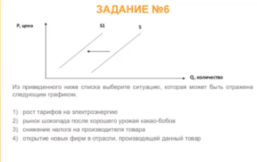 ЗАДАНИЕ №6
P, цена
S1
S
Q, количество
Из приведенного ниже списка выберите ситуацию, которая может быть отражена
следующим графиком.
1) рост тарифов на электроэнергию
2) рынок шоколада после хорошего урожая какао-бобов
3) снижение налога на производителя товара
4) открытие новых фирм в отрасли, производящей данный товар